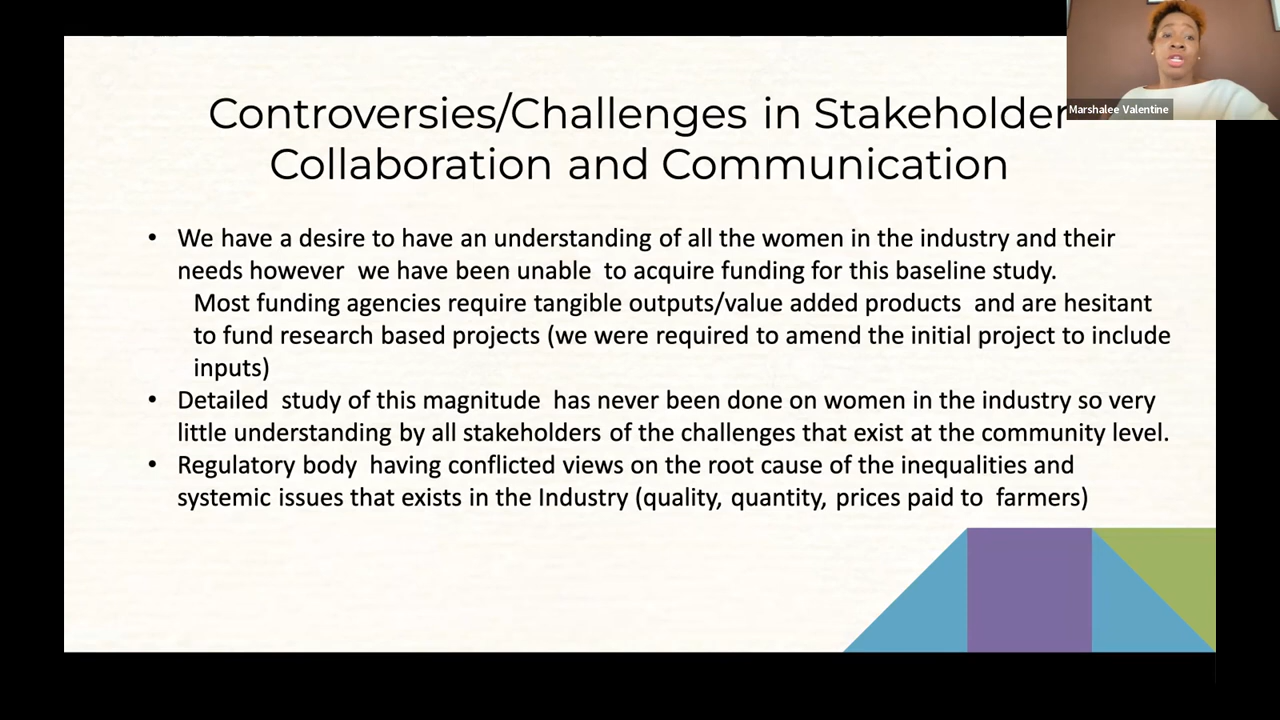 Marshalee Valentine
Controversies/Challenges in Stakeholder
Collaboration and Communication
• We have a desire to have an understanding of all the women in the industry and their
needs however we have been unable to acquire funding for this baseline study.
Most funding agencies require tangible outputs/value added products and are hesitant
to fund research based projects (we were required to amend the initial project to include
inputs)
• Detailed study of this magnitude has never been done on women in the industry so very
little understanding by all stakeholders of the challenges that exist at the community level.
• Regulatory body having conflicted views on the root cause of the inequalities and
systemic issues that exists in the Industry (quality, quantity, prices paid to farmers)